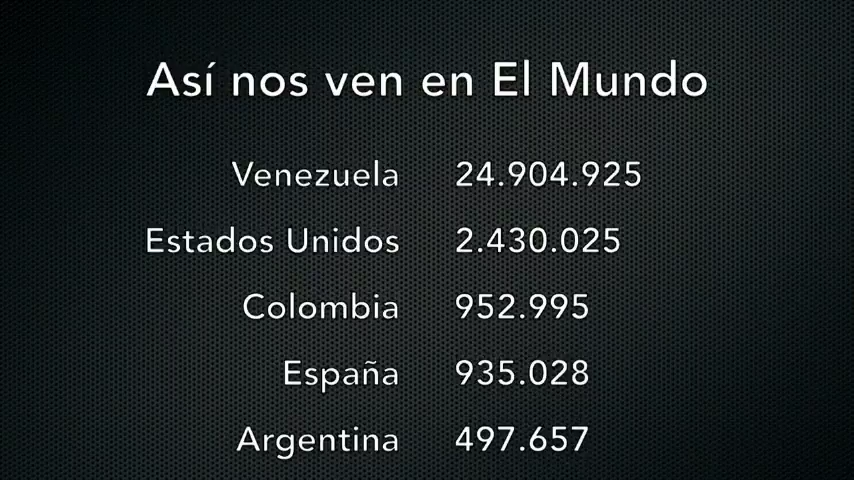 Así nos ven en El Mundo
Venezuela 24.904.925
Estados Unidos 2.430.025
Colombia 952.995
España 935.028
Argentina 497.657